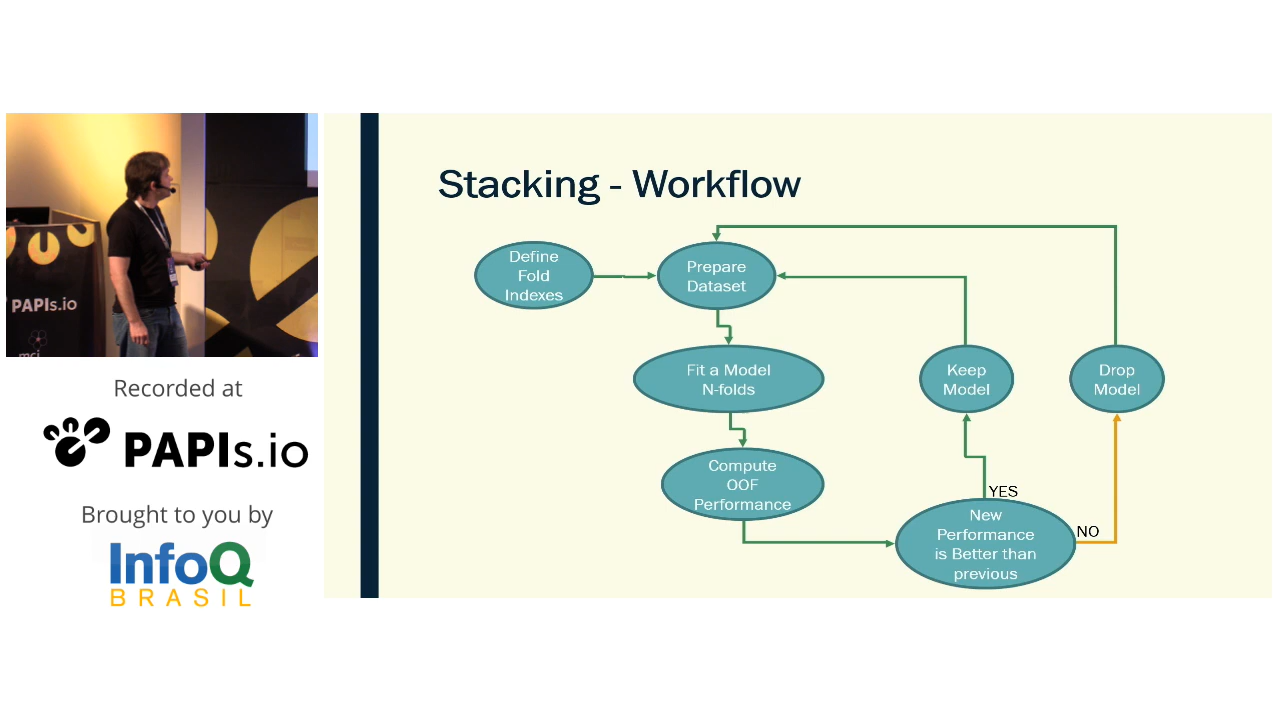 PAPIs.io
mci
Recorded at
PAPIs.io
Brought to you by
InfoQ
BRASIL
Stacking - Workflow
Define
Fold
Indexes
Prepare
Dataset
Fit a Model
N-folds
Keep
Model
Drop
Model
Compute
OOF
Performance
YES
New
Performance
is Better than
previous
NO